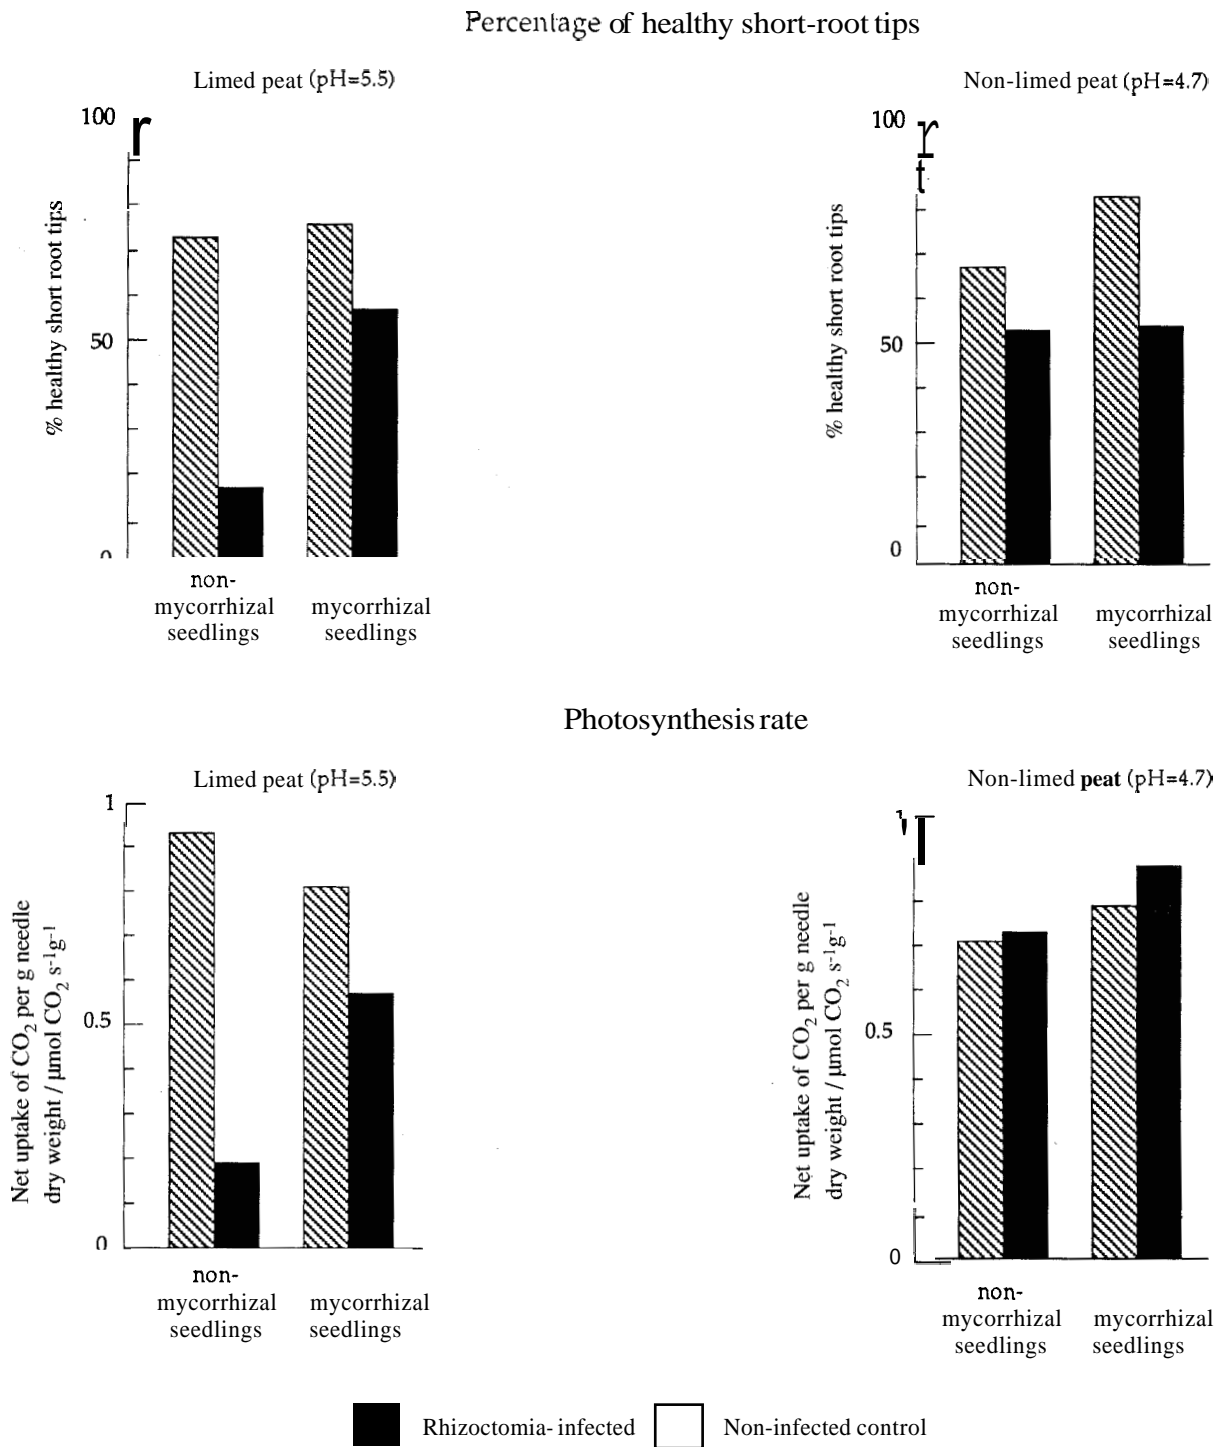 Percentage of healthy short-root tips
Limed peat (pH=5.5)
Non-limed peat (pH=4.7)
100
50
0
% healthy short root tips
non-
mycorrhizal
seedlings
mycorrhizal
seedlings
100
50
0
% healthy short root tips
non-
mycorrhizal
seedlings
mycorrhizal
seedlings
Photosynthesis rate
Limed peat (pH=5.5)
Non-limed peat (pH=4.7)
1
0.5
0
Net uptake of CO₂ per g needle
dry weight / µmol CO₂ s⁻¹g⁻¹
non-
mycorrhizal
seedlings
mycorrhizal
seedlings
1
0.5
0
Net uptake of CO₂ per g needle
dry weight / µmol CO₂ s⁻¹g⁻¹
non-
mycorrhizal
seedlings
mycorrhizal
seedlings
Rhizoctomia- infected
Non-infected control